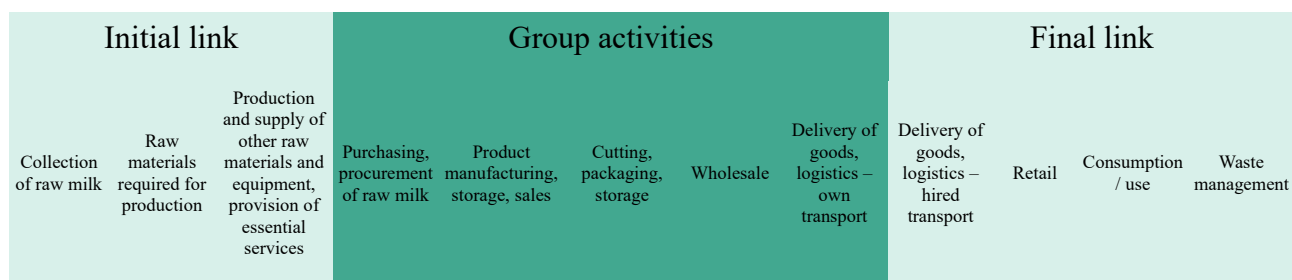 Initial link
Group activities
Final link
Collection
of raw milk
Raw
materials
required for
production
Production
and supply of
other raw
materials and
equipment,
provision of
essential
services
Purchasing,
procurement
of raw milk
Product
manufacturing,
storage, sales
Cutting,
packaging,
storage
Wholesale
Delivery of
goods,
logistics –
own
transport
Delivery of
goods,
logistics –
hired
transport
Retail
Consumption
/ use
Waste
management